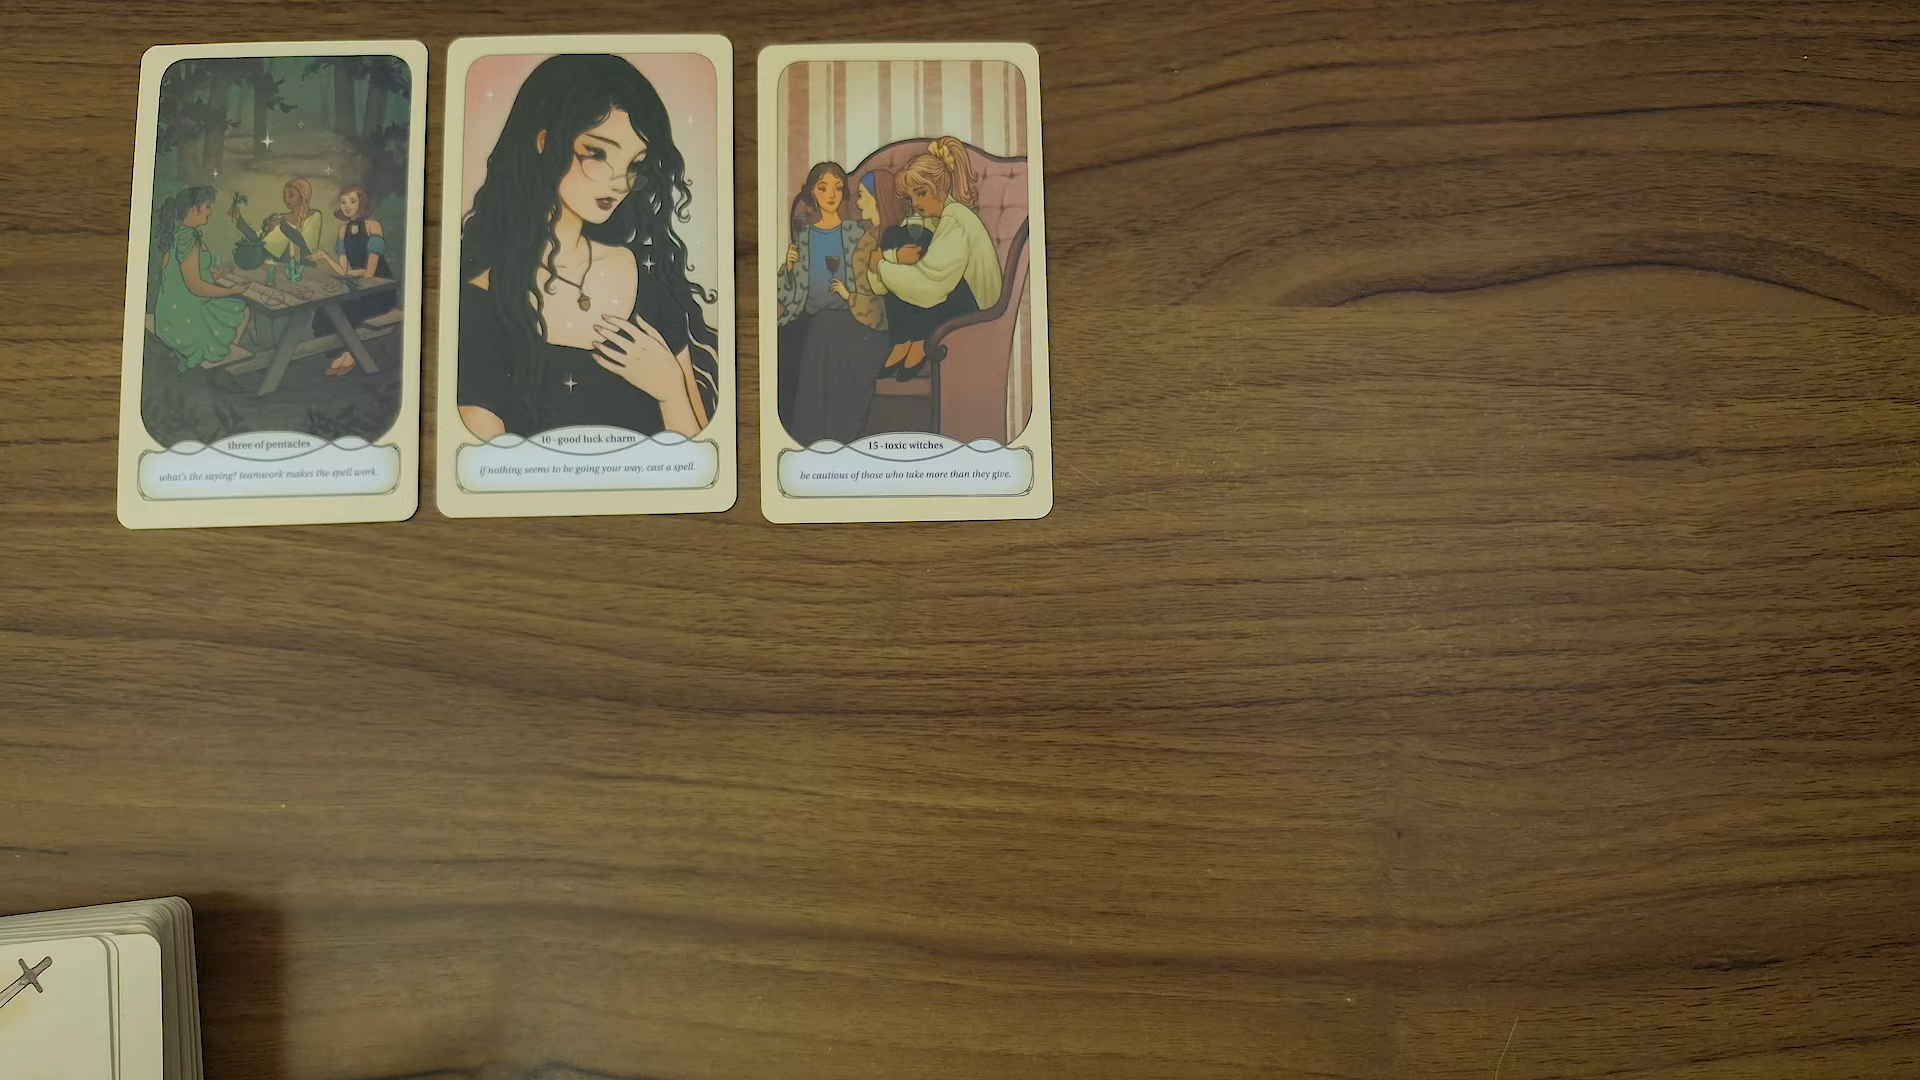 three of pentacles
what's the saying? teamwork makes the spell work.
10 - good luck charm
if nothing seems to be going your way, cast a spell.
15 - toxic witches
be cautious of those who take more than they give.